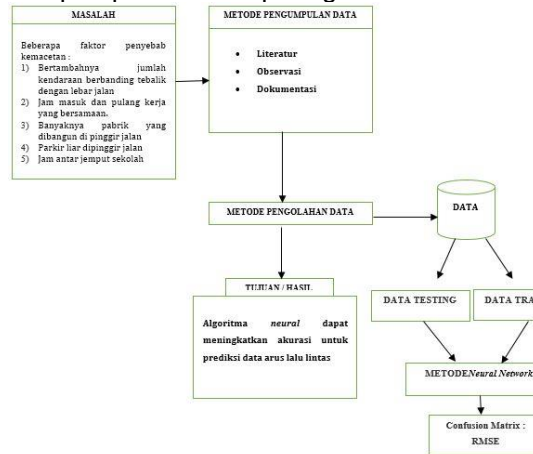 MASALAH
Beberapa faktor penyebab
kemacetan :
1) Bertambahnya jumlah
kendaraan berbanding tebalik
dengan lebar jalan
2) Jam masuk dan pulang kerja
yang bersamaan.
3) Banyaknya pabrik yang
dibangun di pinggir jalan
4) Parkir liar dipinggir jalan
5) Jam antar jemput sekolah
METODE PENGUMPULAN DATA
• Literatur
• Observasi
• Dokumentasi
METODE PENGOLAHAN DATA
DATA
TUJUAN / HASIL
Algoritma neural dapat
meningkatkan akurasi untuk
prediksi data arus lalu lintas
DATA TESTING
DATA TRA
METODENeural Network
Confusion Matrix :
RMSE